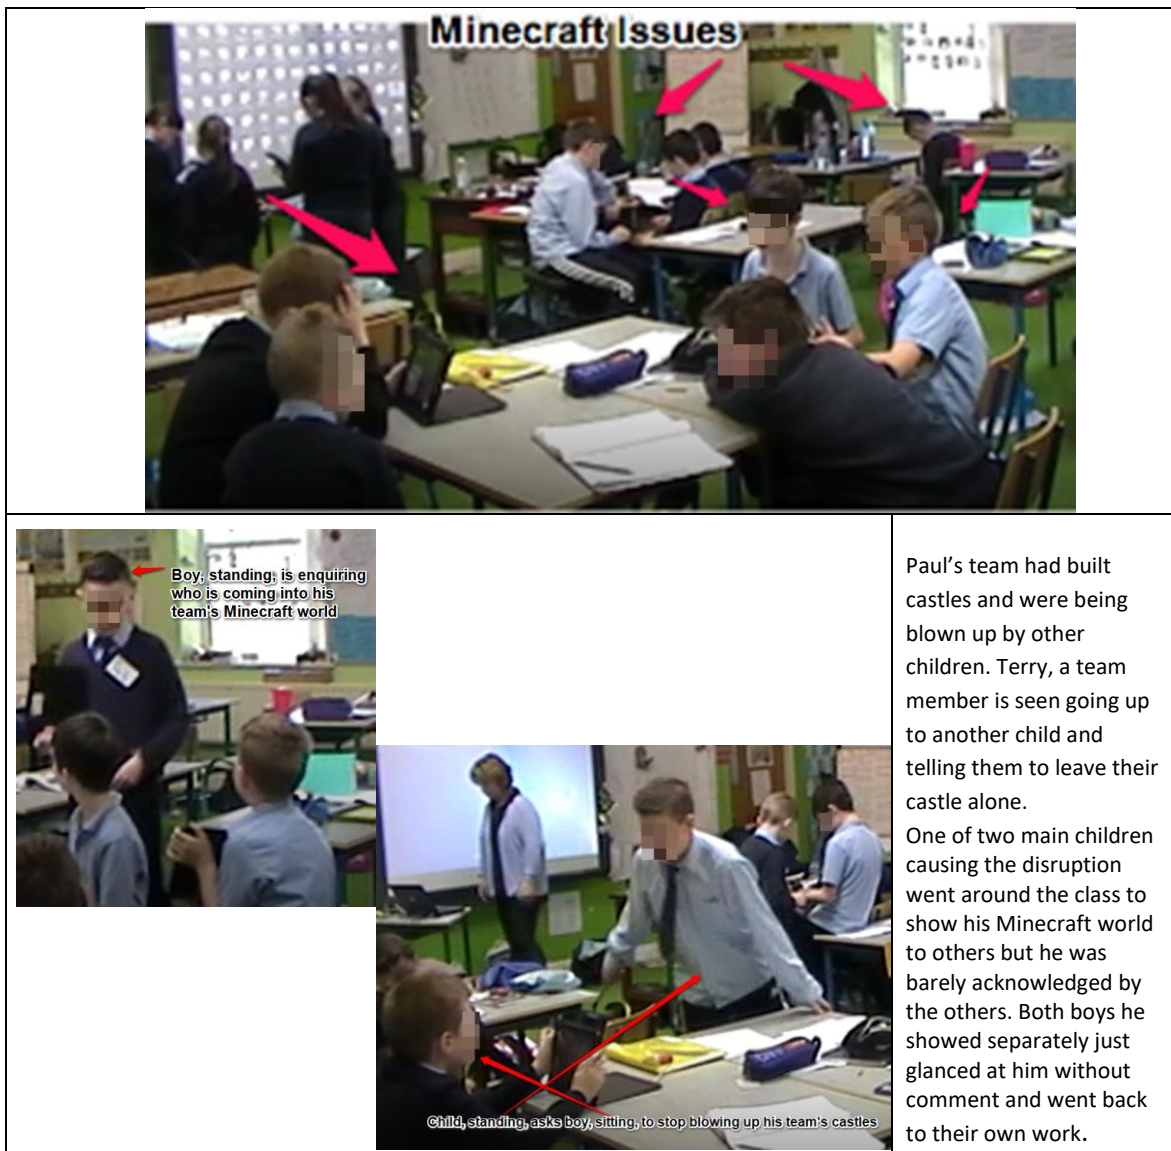 Minecraft Issues
Boy, standing, is enquiring
who is coming into his
team's Minecraft world
Child, standing, asks boy, sitting, to stop blowing up his team's castles
Paul’s team had built
castles and were being
blown up by other
children. Terry, a team
member is seen going up
to another child and
telling them to leave their
castle alone.
One of two main children
causing the disruption
went around the class to
show his Minecraft world
to others but he was
barely acknowledged by
the others. Both boys he
showed separately just
glanced at him without
comment and went back
to their own work.